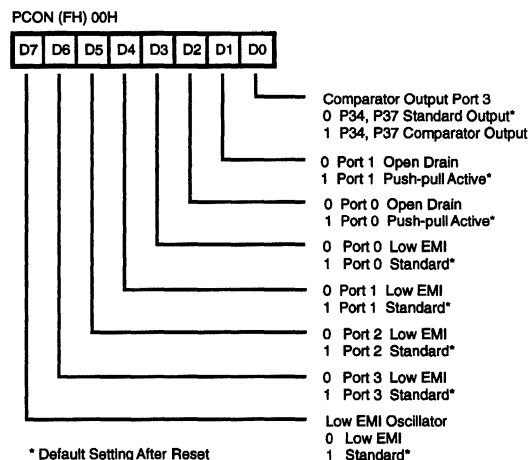 PCON (FH) 00H
D7 D6 D5 D4 D3 D2 D1 D0
Comparator Output Port 3
0 P34, P37 Standard Output*
1 P34, P37 Comparator Output
0 Port 1 Open Drain
1 Port 1 Push-pull Active*
0 Port 0 Open Drain
1 Port 0 Push-pull Active*
0 Port 0 Low EMI
1 Port 0 Standard*
0 Port 1 Low EMI
1 Port 1 Standard*
0 Port 2 Low EMI
1 Port 2 Standard*
0 Port 3 Low EMI
1 Port 3 Standard*
Low EMI Oscillator
0 Low EMI
1 Standard*
* Default Setting After Reset